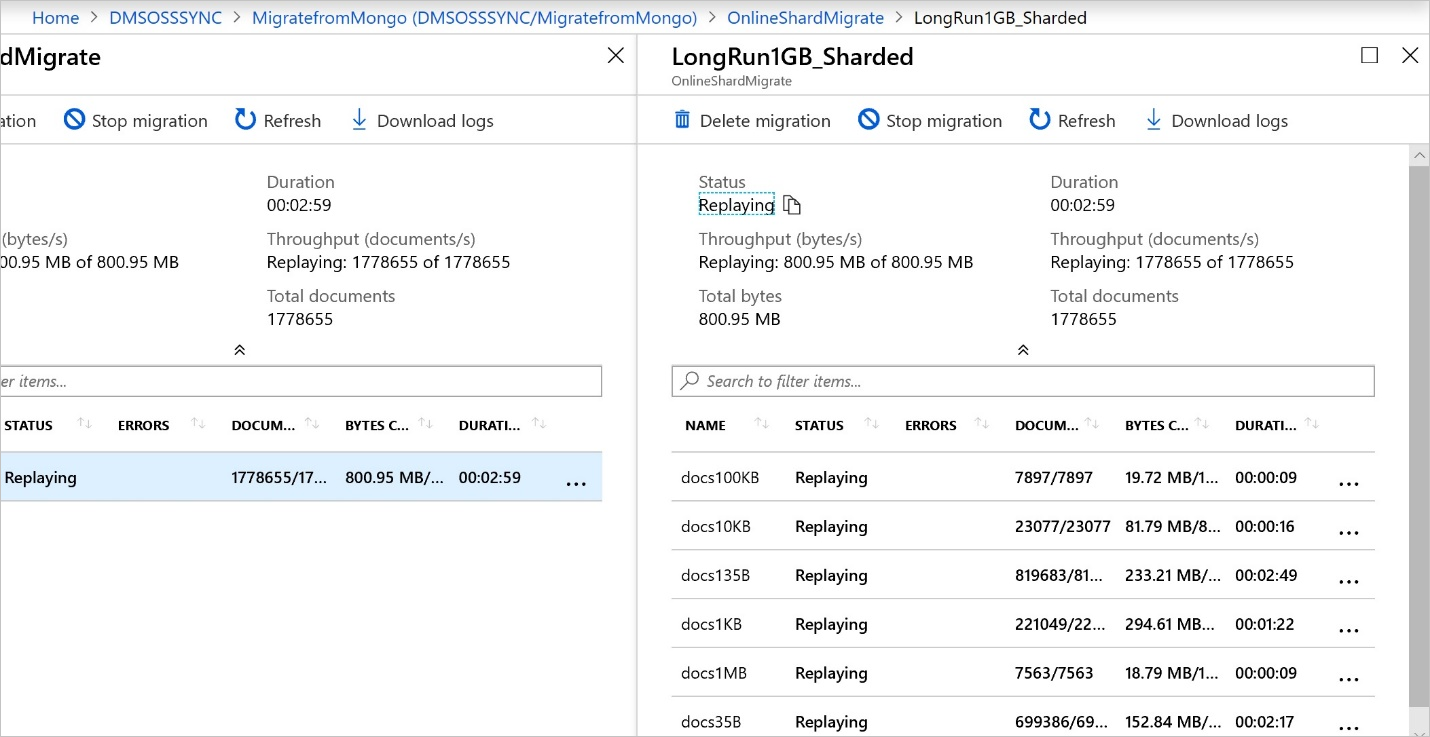 Home > DMSOSSSYNC > MigratefromMongo (DMSOSSSYNC/MigratefromMongo) > OnlineShardMigrate > LongRun1GB_Sharded
dMigrate
ation Stop migration Refresh Download logs
Duration
00:02:59
(bytes/s) Throughput (documents/s)
00.95 MB of 800.95 MB Replaying: 1778655 of 1778655
Total documents
1778655
er items...
STATUS ERRORS DOCUM... BYTES C... DURATI...
Replaying 1778655/17... 800.95 MB/... 00:02:59 ...
LongRun1GB_Sharded
OnlineShardMigrate
Delete migration Stop migration Refresh Download logs
Status Duration
Replaying 00:02:59
Throughput (bytes/s) Throughput (documents/s)
Replaying: 800.95 MB of 800.95 MB Replaying: 1778655 of 1778655
Total bytes Total documents
800.95 MB 1778655
Search to filter items...
NAME STATUS ERRORS DOCUM... BYTES C... DURATI...
docs100KB Replaying 7897/7897 19.72 MB/1... 00:00:09 ...
docs10KB Replaying 23077/23077 81.79 MB/8... 00:00:16 ...
docs135B Replaying 819683/81... 233.21 MB/... 00:02:49 ...
docs1KB Replaying 221049/22... 294.61 MB... 00:01:22 ...
docs1MB Replaying 7563/7563 18.79 MB/1... 00:00:09 ...
docs35B Replaying 699386/69... 152.84 MB/... 00:02:17 ...